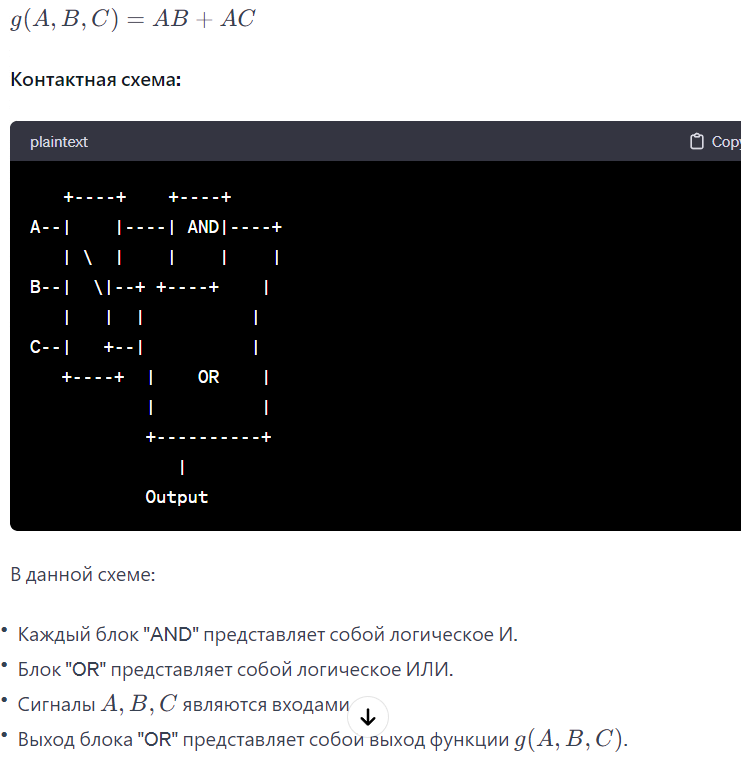 g(A, B, C) = AB + AC
Контактная схема:
plaintext
Copy
+----+    +----+
A--|    |----| AND|----+
| \  |    |    |    |
B--|  \|--+ +----+    |
|   |  |          |
C--|   +--|          |
+----+  |    OR    |
|          |
+----------+
|
Output
В данной схеме:
• Каждый блок "AND" представляет собой логическое И.
• Блок "OR" представляет собой логическое ИЛИ.
• Сигналы A, B, C являются входами
• Выход блока "OR" представляет собой выход функции g(A, B, C).